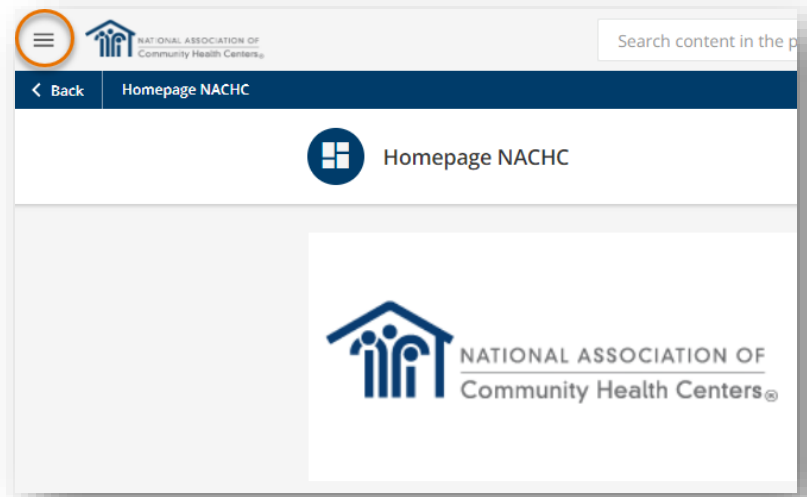 NATIONAL ASSOCIATION OF
Community Health Centers®
Search content in the p
Back
Homepage NACHC
Homepage NACHC
NATIONAL ASSOCIATION OF
Community Health Centers®